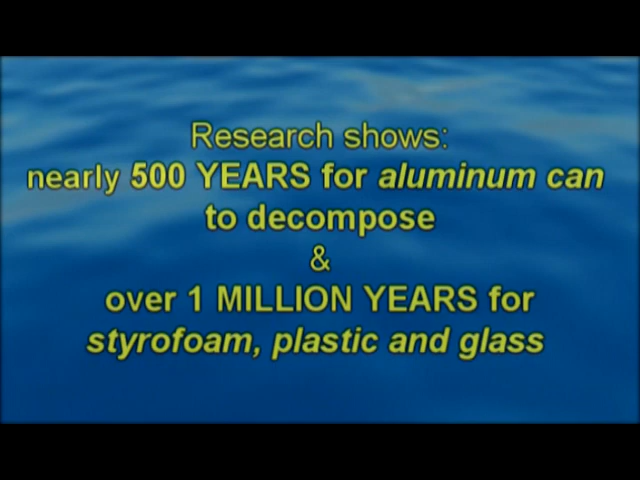 Research shows:
nearly 500 YEARS for aluminum can
to decompose
&
over 1 MILLION YEARS for
styrofoam, plastic and glass